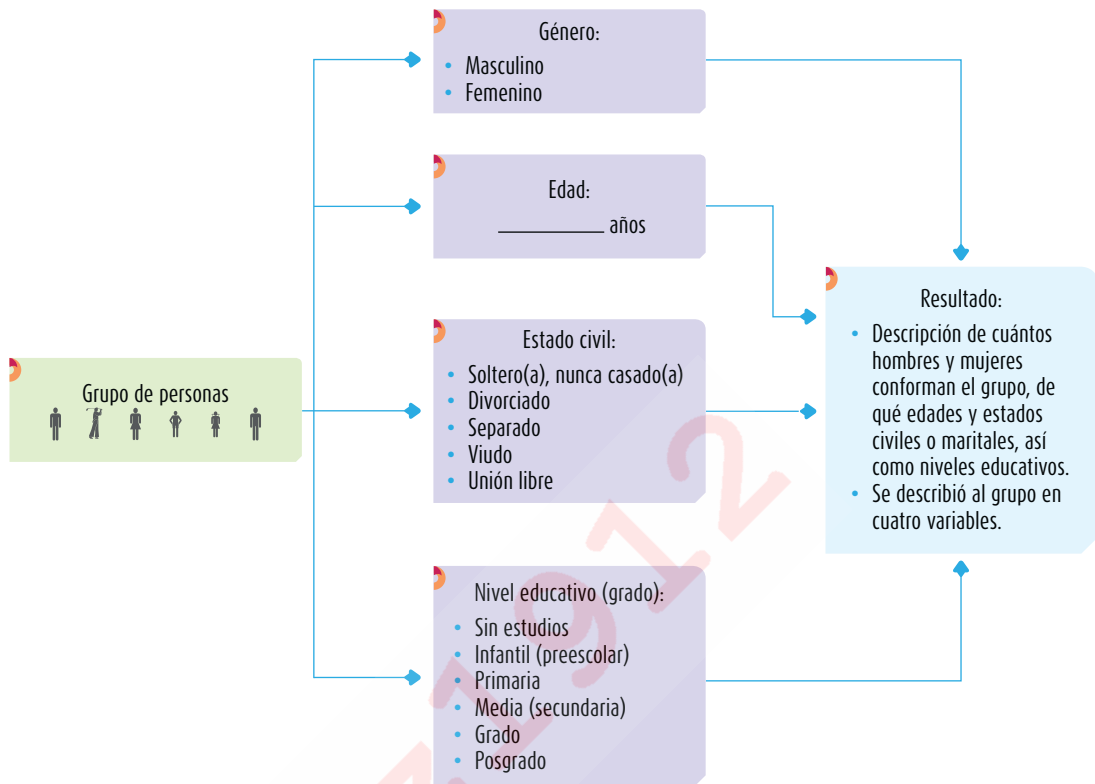 Género:
• Masculino
• Femenino
Edad:
__________ años
Grupo de personas
Estado civil:
• Soltero(a), nunca casado(a)
• Divorciado
• Separado
• Viudo
• Unión libre
Nivel educativo (grado):
• Sin estudios
• Infantil (preescolar)
• Primaria
• Media (secundaria)
• Grado
• Posgrado
Resultado:
• Descripción de cuántos
hombres y mujeres
conforman el grupo, de
qué edades y estados
civiles o maritales, así
como niveles educativos.
• Se describió al grupo en
cuatro variables.
1912